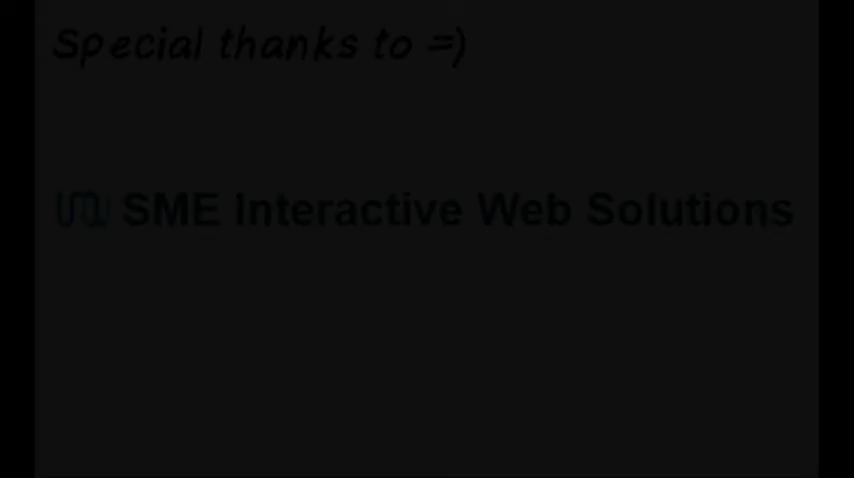 Special thanks to =)
SME Interactive Web Solutions